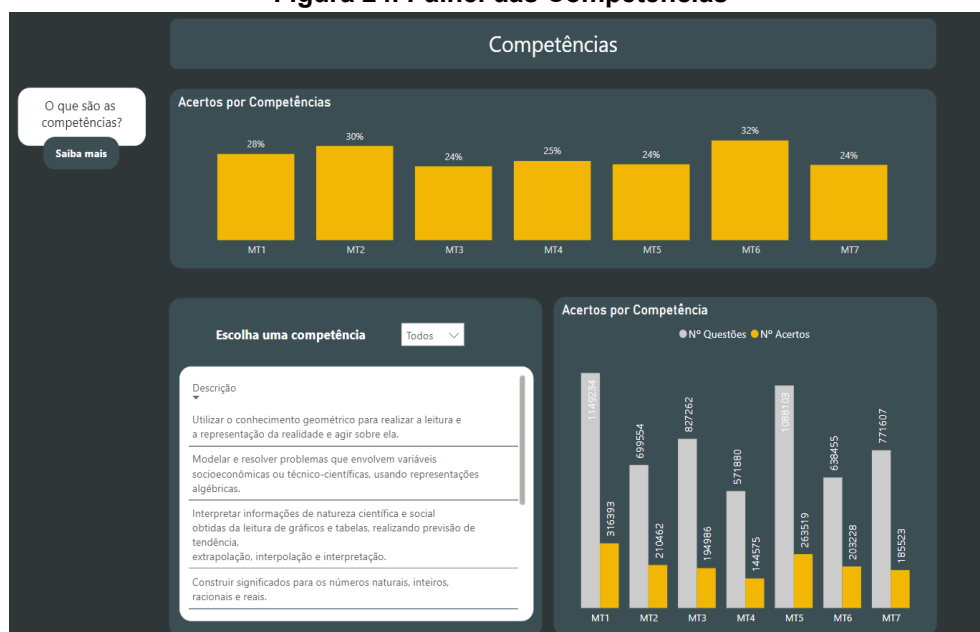 Competências
O que são as
competências?
Saiba mais
Acertos por Competências
28%
30%
24%
25%
24%
32%
24%
MT1
MT2
MT3
MT4
MT5
MT6
MT7
Escolha uma competência
Todos
Descrição
Utilizar o conhecimento geométrico para realizar a leitura e
a representação da realidade e agir sobre ela.
Modelar e resolver problemas que envolvem variáveis
socioeconômicas ou técnico-científicas, usando representações
algébricas.
Interpretar informações de natureza científica e social
obtidas da leitura de gráficos e tabelas, realizando previsão de
tendência,
extrapolação, interpolação e interpretação.
Construir significados para os números naturais, inteiros,
racionais e reais.
Acertos por Competência
Nº Questões Nº Acertos
1149234
316393
699554
210462
827262
194986
571880
144575
1088103
263519
638455
203228
771607
185523
MT1
MT2
MT3
MT4
MT5
MT6
MT7